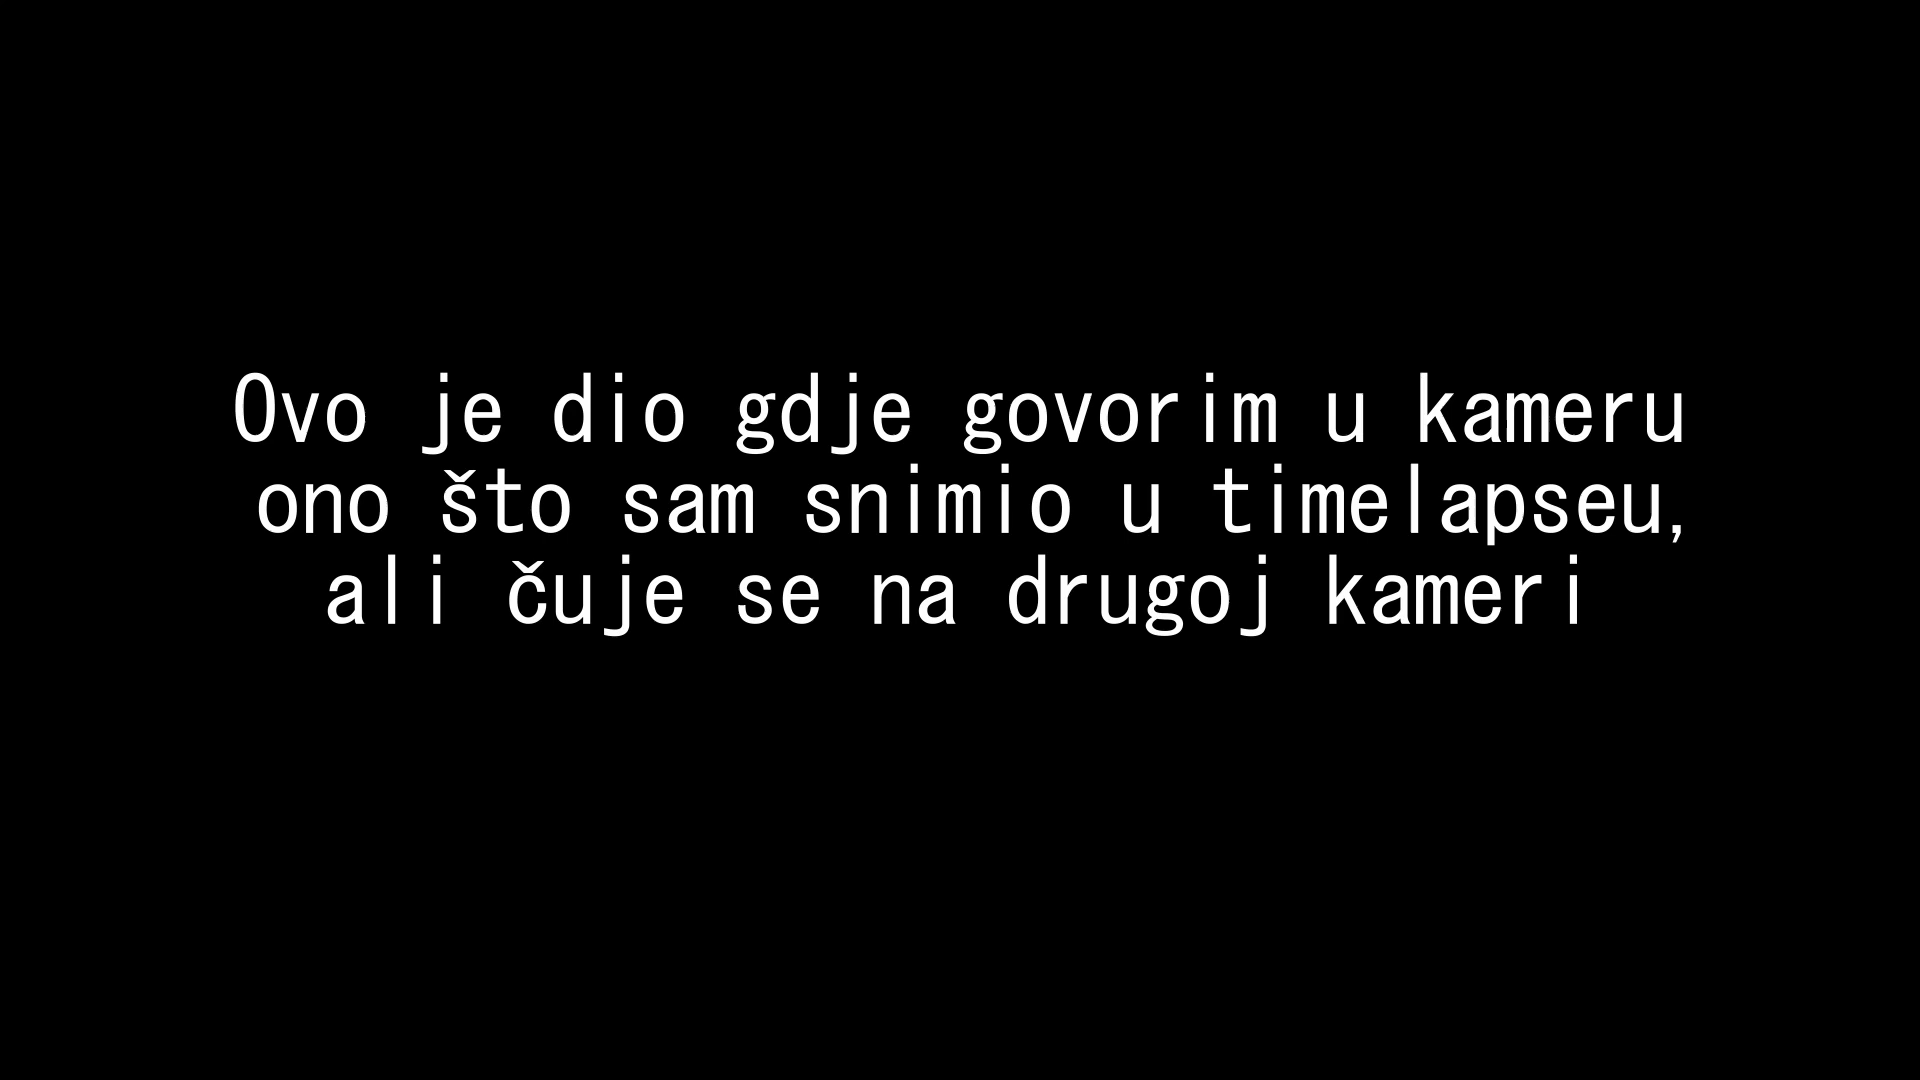 Ovo je dio gdje govorim u kameru
ono što sam snimio u timelapseu,
ali čuje se na drugoj kameri